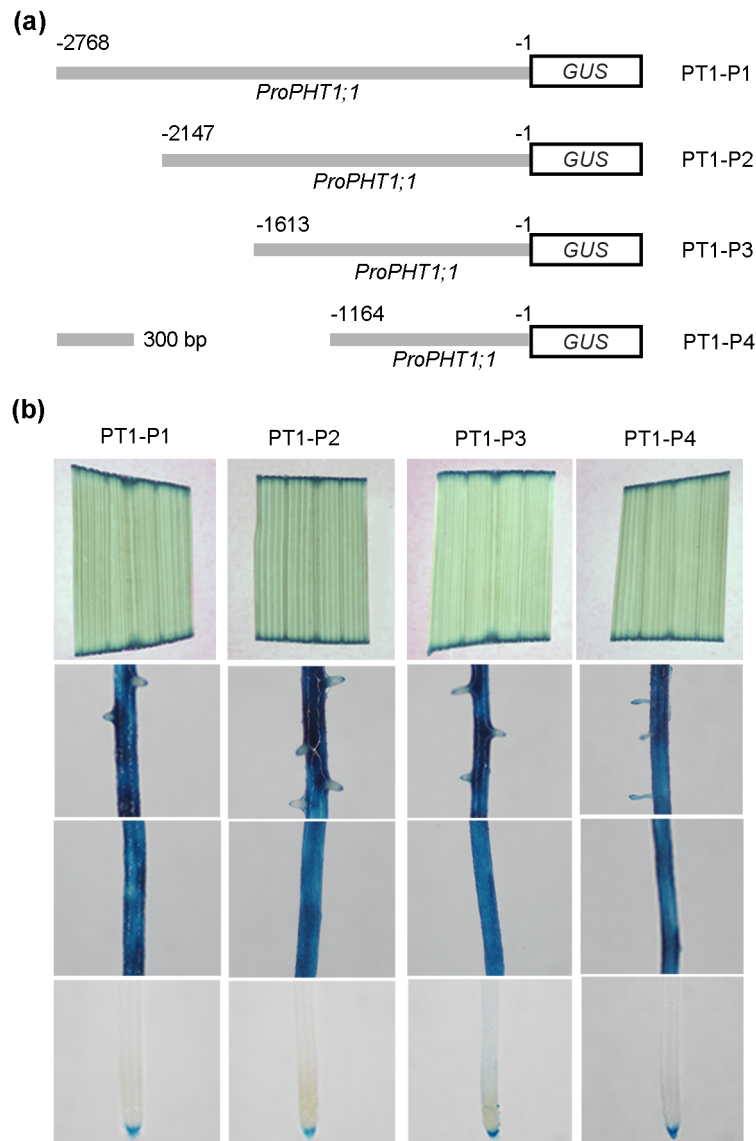 (a)
-2768 -1
GUS PT1-P1
ProPHT1;1
-2147 -1
GUS PT1-P2
ProPHT1;1
-1613 -1
GUS PT1-P3
ProPHT1;1
-1164 -1
300 bp GUS PT1-P4
ProPHT1;1
(b)
PT1-P1 PT1-P2 PT1-P3 PT1-P4